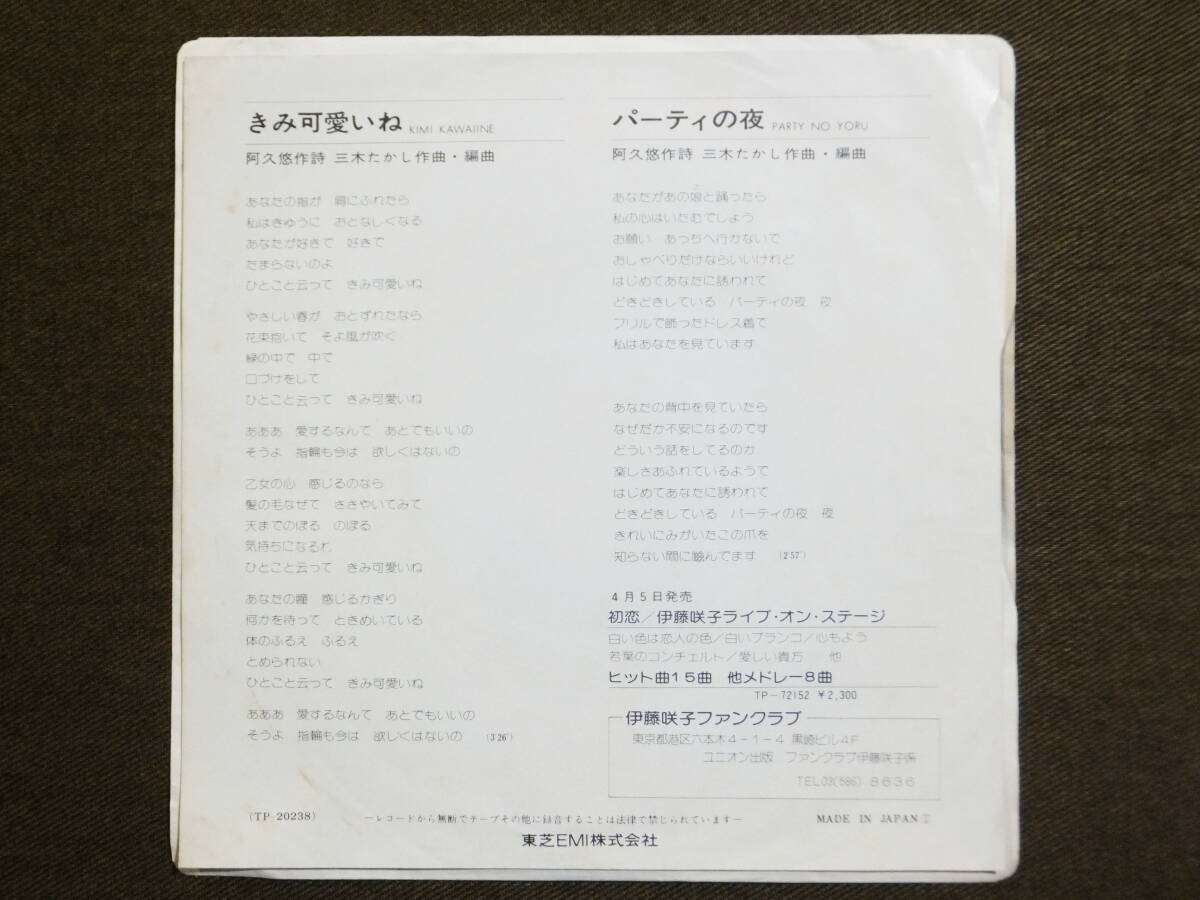 きみ可愛いね KIMI KAWAIINE
阿久悠作詩 三木たかし作曲・編曲
あなたの指が 肩にふれたら
私はきゅうに おとなしくなる
あなたが好きで 好きで
たまらないのよ
ひとこと云って きみ可愛いね
やさしい春が おとずれたなら
花束抱いて そよ風が吹く
緑の中で 中で
口づけをして
ひとこと云って きみ可愛いね
あああ 愛するなんて あとでもいいの
そうよ 指輪も今は 欲しくはないの
乙女の心 感じるのなら
髪の毛なぜて ささやいてみて
天までのぼる のぼる
気持ちになるれ
ひとこと云って きみ可愛いね
あなたの瞳 感じるかぎり
何かを待って ときめいている
体のふるえ ふるえ
とめられない
ひとこと云って きみ可愛いね
あああ 愛するなんて あとでもいいの
そうよ 指輪も今は 欲しくはないの (3'26")
パーティの夜 PARTY NO YORU
阿久悠作詩 三木たかし作曲・編曲
あなたがあの娘と踊ったら
私の心はいたむでしょう
お願い あっちへ行かないで
おしゃべりだけならいいけれど
はじめてあなたに誘われて
どきどきしている パーティの夜 夜
フリルで飾ったドレス着て
私はあなたを見ています
あなたの背中を見ていたら
なぜだか不安になるのです
どういう話をしてるのか
楽しさあふれているようで
はじめてあなたに誘われて
どきどきしている パーティの夜 夜
きれいにみがいたこの爪を
知らない間に噛んでます (2'57")
4月5日発売
初恋/伊藤咲子ライブ・オン・ステージ
白い色は恋人の色/白いブランコ/心もよう
若葉のコンチェルト/愛しい貴方 他
ヒット曲15曲 他メドレー8曲
TP-72152 ¥2,300
伊藤咲子ファンクラブ
東京都港区六本木4-1-4 黒崎ビル4F
ユニオン出版 ファンクラブ伊藤咲子係
TEL03(586)8636
(TP-20238)
—レコードから無断でテープその他に録音することは法律で禁じられています—
MADE IN JAPAN
東芝EMI株式会社